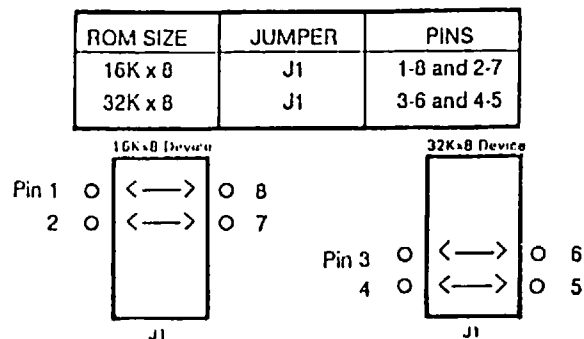 ROM SIZE JUMPER PINS
16K x 8 J1 1-8 and 2-7
32K x 8 J1 3-6 and 4-5
16Kx8 Device
Pin 1 8
2 7
J1
32Kx8 Device
Pin 3 6
4 5
J1